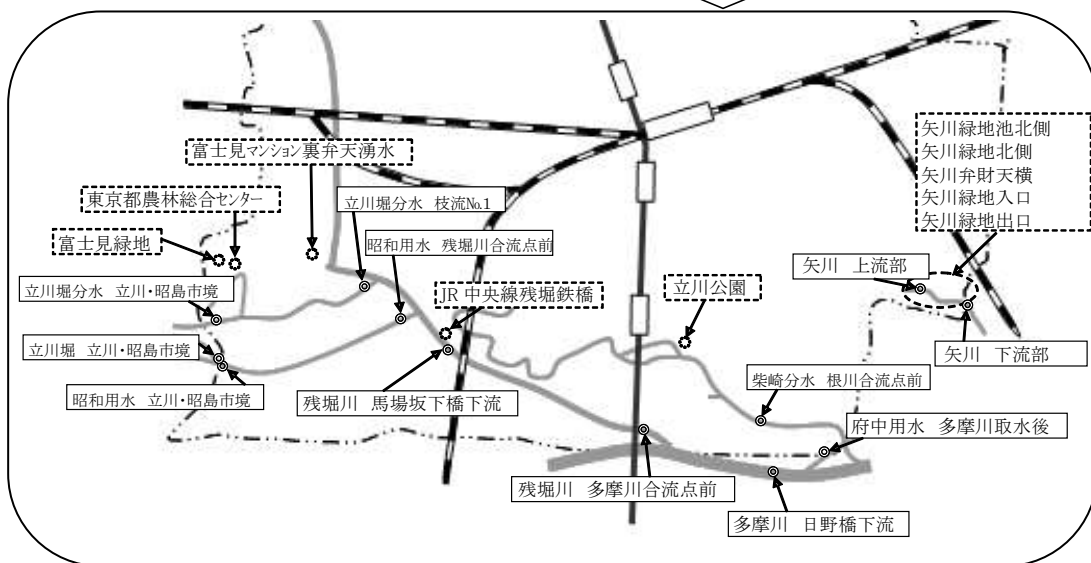 矢川緑地池北側
矢川緑地北側
矢川弁財天横
矢川緑地入口
矢川緑地出口
富士見マンション裏弁天湧水
東京都農林総合センター
立川堀分水 枝流No.1
富士見緑地
昭和用水 残堀川合流点前
矢川 上流部
立川堀分水 立川・昭島市境
JR中央線残堀鉄橋
立川公園
立川堀 立川・昭島市境
矢川 下流部
柴崎分水 根川合流点前
昭和用水 立川・昭島市境
残堀川 馬場坂下橋下流
府中用水 多摩川取水後
残堀川 多摩川合流点前
多摩川 日野橋下流